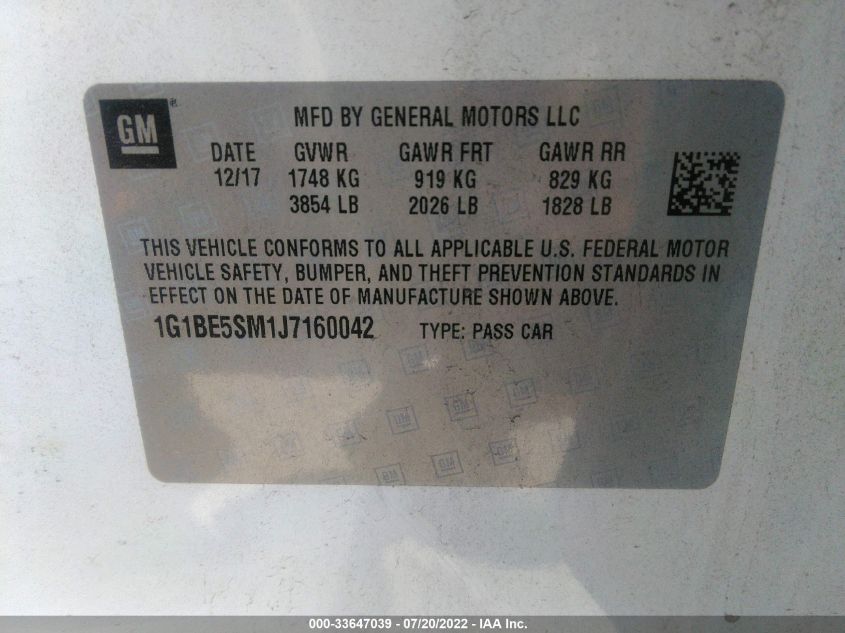 GM ®
MFD BY GENERAL MOTORS LLC
DATE GVWR GAWR FRT GAWR RR
12/17 1748 KG 919 KG 829 KG
3854 LB 2026 LB 1828 LB
THIS VEHICLE CONFORMS TO ALL APPLICABLE U.S. FEDERAL MOTOR
VEHICLE SAFETY, BUMPER, AND THEFT PREVENTION STANDARDS IN
EFFECT ON THE DATE OF MANUFACTURE SHOWN ABOVE.
1G1BE5SM1J7160042 TYPE: PASS CAR
000-33647039 - 07/20/2022 - IAA Inc.